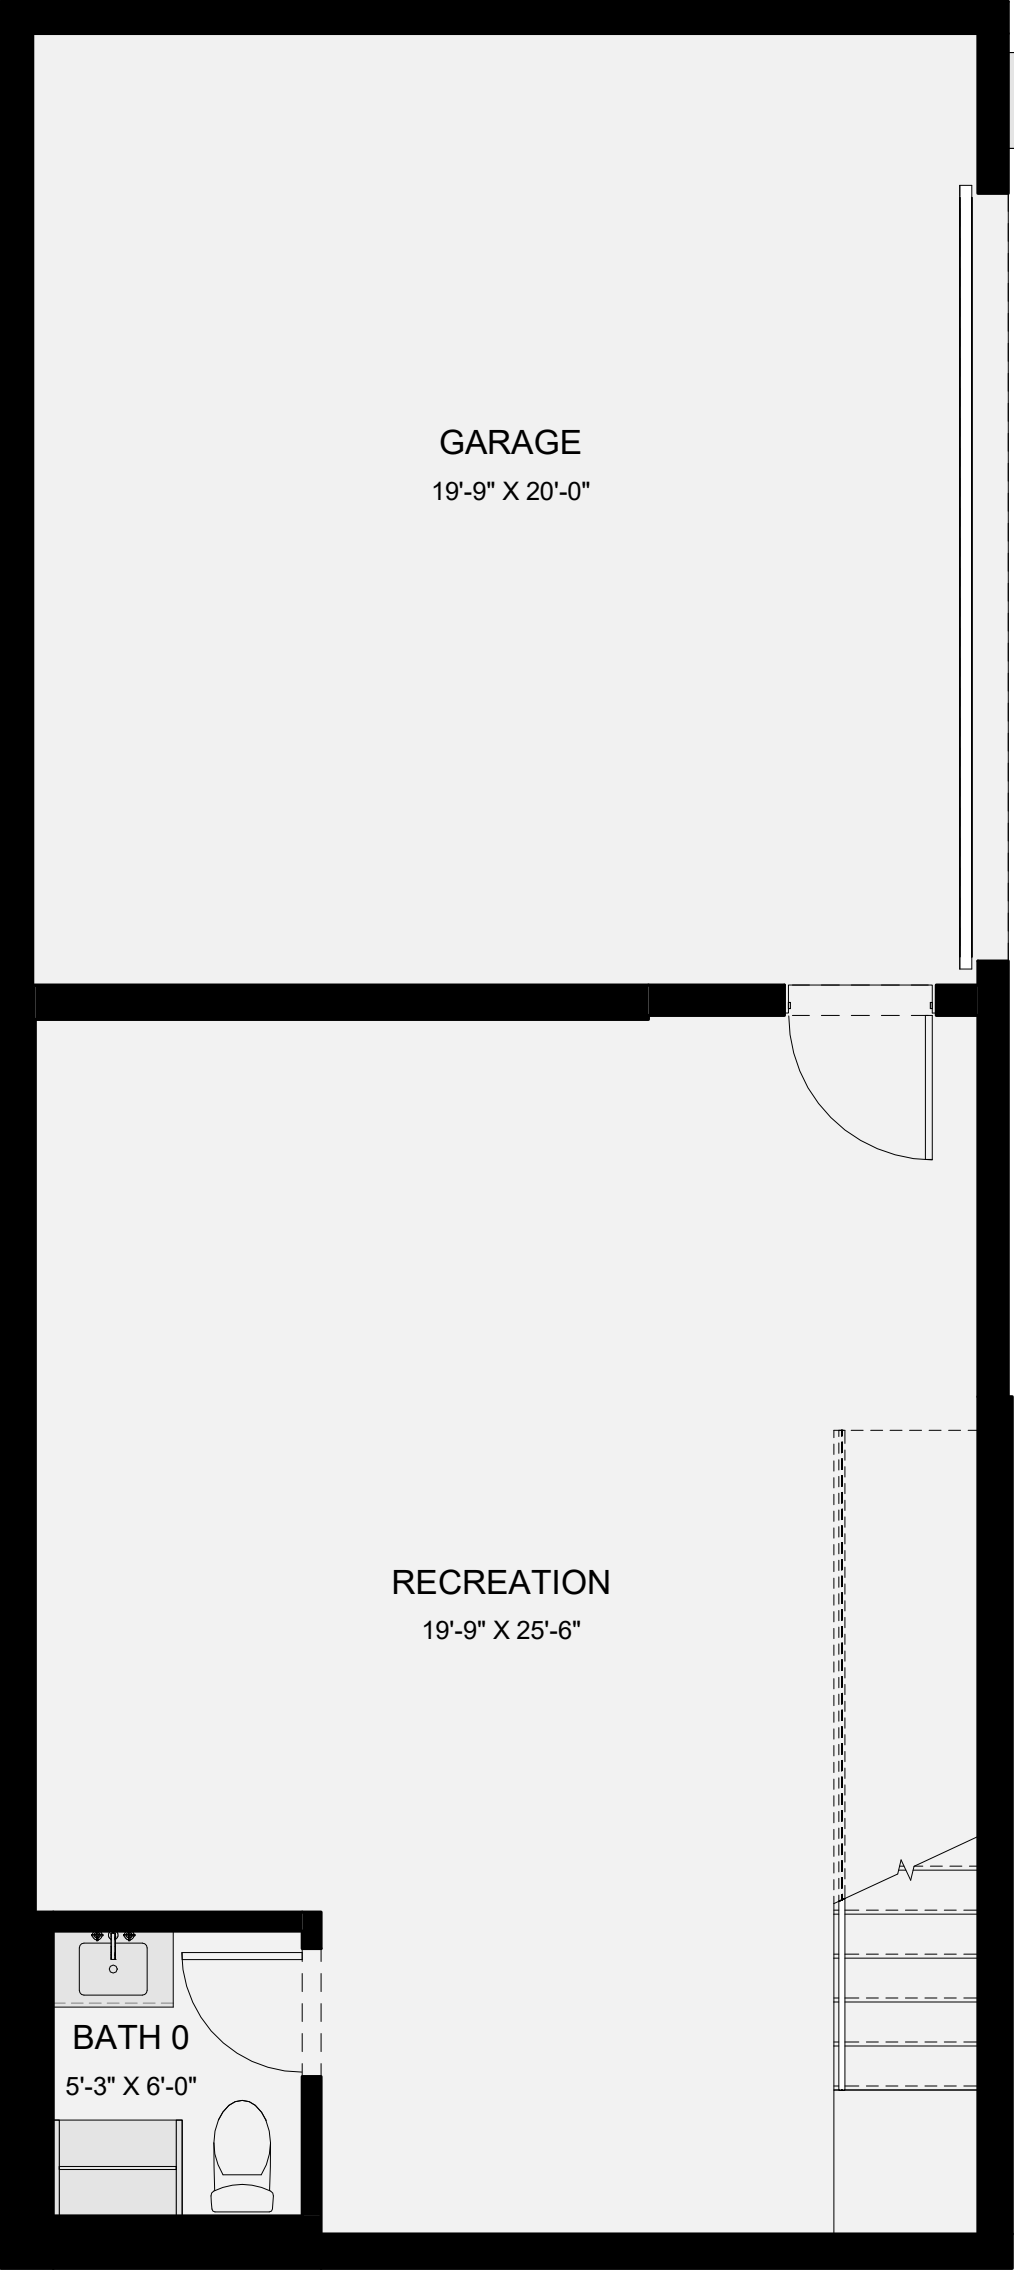 GARAGE
19'-9" X 20'-0"
RECREATION
19'-9" X 25'-6"
BATH 0
5'-3" X 6'-0"